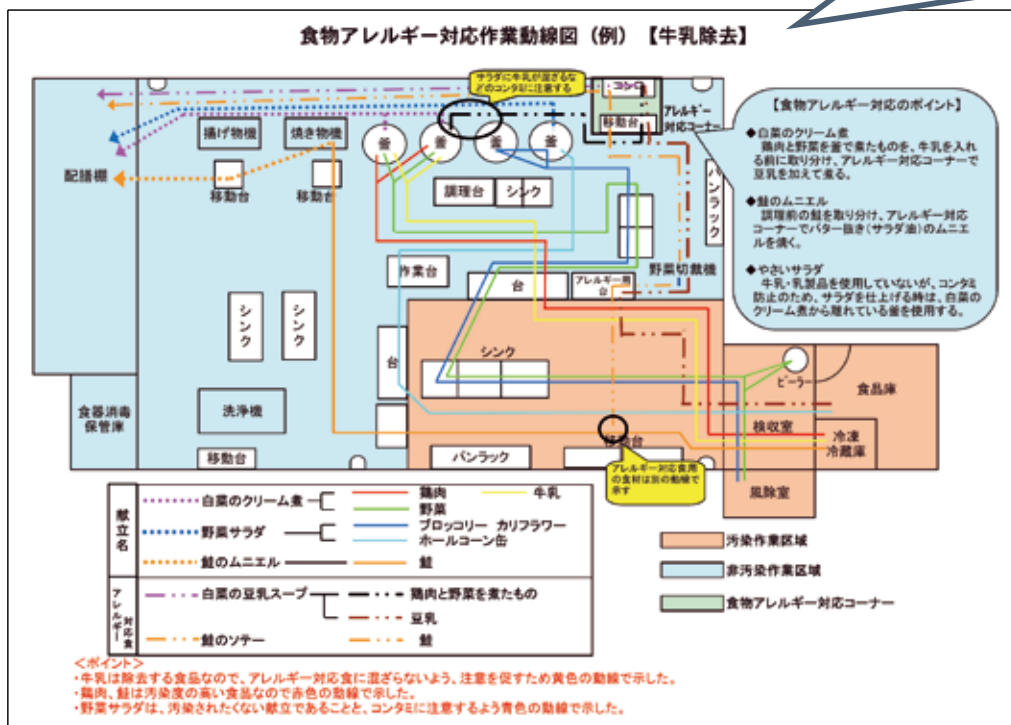 食物アレルギー対応作業動線図（例）【牛乳除去】
サラダに牛乳が混ざるな
どのコンタミに注意する
コンロ
移動台
アレルギー
対応コーナー
揚げ物機
焼き物機
釜
釜
釜
釜
配膳棚
移動台
移動台
調理台
シンク
パンラック
作業台
台
アレルギー用
台
野菜切裁機
シンク
シンク
台
シンク
ピーラー
食品庫
食器消毒
保管庫
洗浄機
移動台
移動台
検収室
冷凍
冷蔵庫
パンラック
アレルギー対応食用
の食材は別の動線で
示す
風除室
【食物アレルギー対応のポイント】
◆白菜のクリーム煮
鶏肉と野菜を釜で煮たものを、牛乳を入れ
る前に取り分け、アレルギー対応コーナーで
豆乳を加えて煮る。
◆鮭のムニエル
調理前の鮭を取り分け、アレルギー対応
コーナーでバター抜き（サラダ油）のムニエ
ルを焼く。
◆やさいサラダ
牛乳・乳製品を使用していないが、コンタミ
防止のため、サラダを仕上げる時は、白菜の
クリーム煮から離れている釜を使用する。
献立名
白菜のクリーム煮
鶏肉
牛乳
野菜
野菜サラダ
ブロッコリー カリフラワー
ホールコーン缶
鮭のムニエル
鮭
アレルギー対応食
白菜の豆乳スープ
鶏肉と野菜を煮たもの
豆乳
鮭のソテー
鮭
汚染作業区域
非汚染作業区域
食物アレルギー対応コーナー
＜ポイント＞
・牛乳は除去する食品なので、アレルギー対応食に混ざらないよう、注意を促すため黄色の動線で示した。
・鶏肉、鮭は汚染度の高い食品なので赤色の動線で示した。
・野菜サラダは、汚染されたくない献立であることと、コンタミに注意するよう青色の動線で示した。